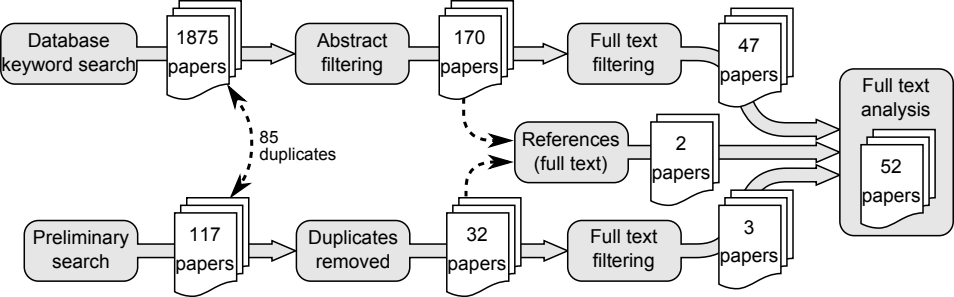 Database
keyword search
1875
papers
Abstract
filtering
170
papers
Full text
filtering
47
papers
Full text
analysis
52
papers
85
duplicates
References
(full text)
2
papers
Preliminary
search
117
papers
Duplicates
removed
32
papers
Full text
filtering
3
papers